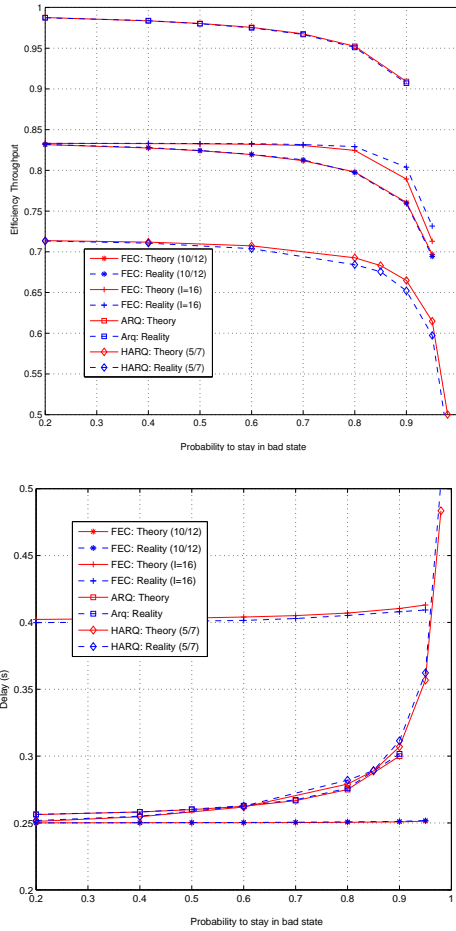 1
0.95
0.9
0.85
0.8
0.75
0.7
0.65
0.6
0.55
0.5
Efficiency Throughput
FEC: Theory (10/12)
FEC: Reality (10/12)
FEC: Theory (I=16)
FEC: Reality (I=16)
ARQ: Theory
Arq: Reality
HARQ: Theory (5/7)
HARQ: Reality (5/7)
0.2 0.3 0.4 0.5 0.6 0.7 0.8 0.9
Probability to stay in bad state
0.5
0.45
0.4
0.35
0.3
0.25
0.2
Delay (s)
FEC: Theory (10/12)
FEC: Reality (10/12)
FEC: Theory (I=16)
FEC: Reality (I=16)
ARQ: Theory
Arq: Reality
HARQ: Theory (5/7)
HARQ: Reality (5/7)
0.2 0.3 0.4 0.5 0.6 0.7 0.8 0.9 1
Probability to stay in bad state